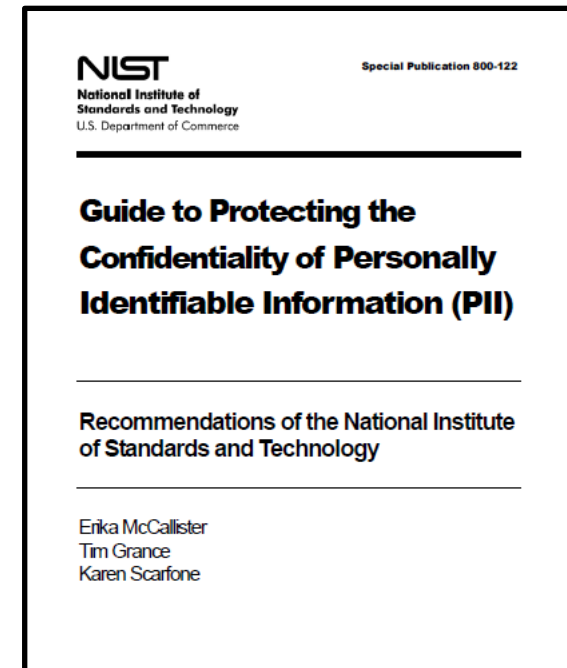 NIST
Special Publication 800-122
National Institute of
Standards and Technology
U.S. Department of Commerce
Guide to Protecting the
Confidentiality of Personally
Identifiable Information (PII)
Recommendations of the National Institute
of Standards and Technology
Erika McCallister
Tim Grance
Karen Scarfone